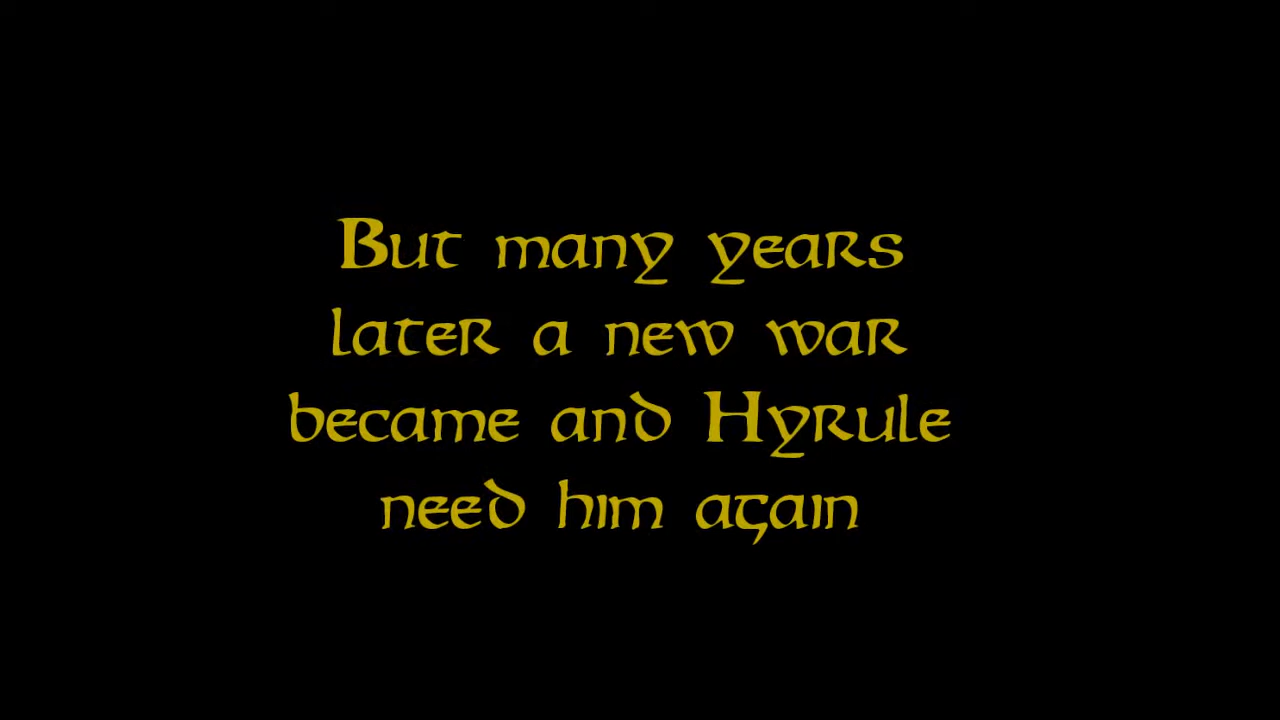 But many years
later a new war
became and Hyrule
need him again